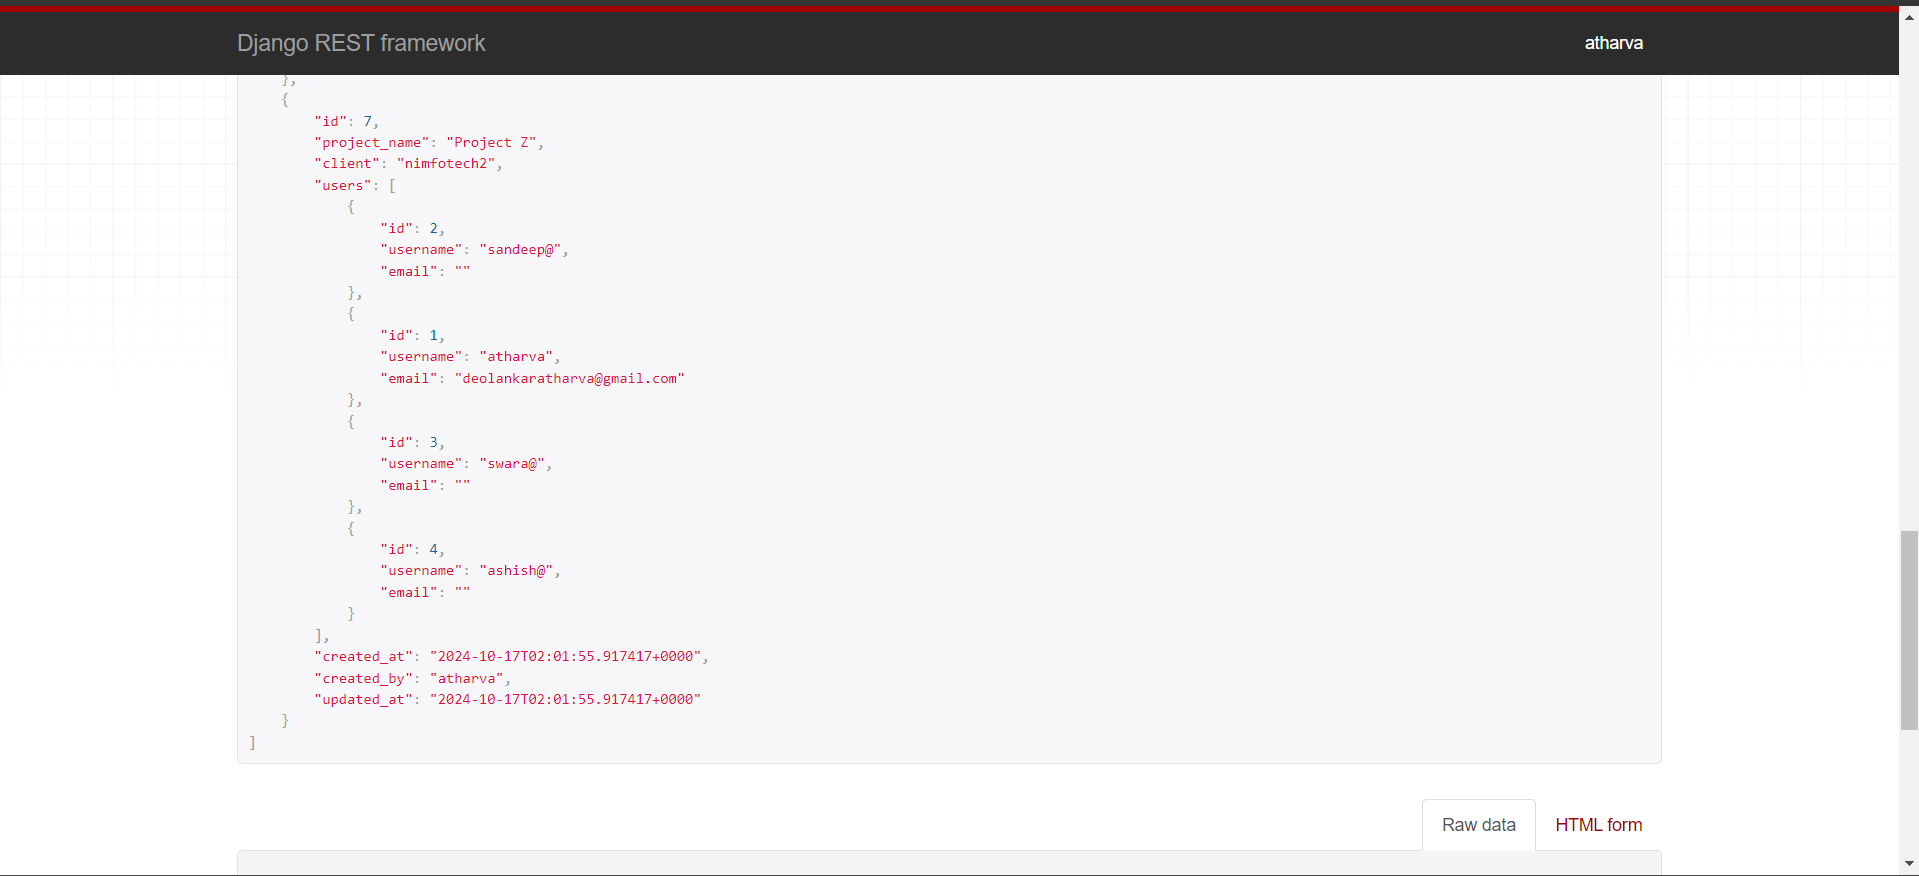 Django REST framework
atharva
},
{
"id": 7,
"project_name": "Project Z",
"client": "nimfotech2",
"users": [
{
"id": 2,
"username": "sandeep@",
"email": ""
},
{
"id": 1,
"username": "atharva",
"email": "deolankaratharva@gmail.com"
},
{
"id": 3,
"username": "swara@",
"email": ""
},
{
"id": 4,
"username": "ashish@",
"email": ""
}
],
"created_at": "2024-10-17T02:01:55.917417+0000",
"created_by": "atharva",
"updated_at": "2024-10-17T02:01:55.917417+0000"
}
]
Raw data
HTML form